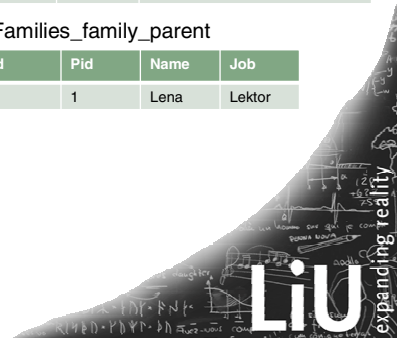 Families_family_parent
d Pid Name Job
1 Lena Lektor
LiU
expanding reality